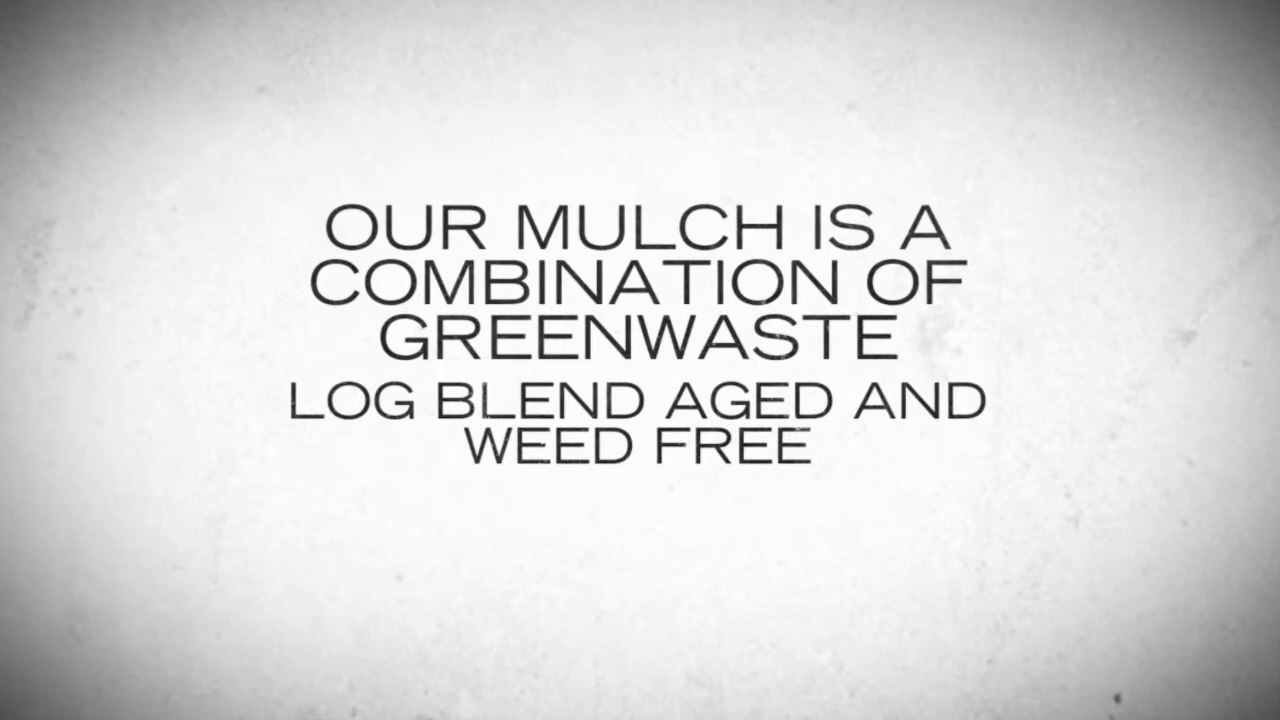 OUR MULCH IS A
COMBINATION OF
GREENWASTE
LOG BLEND AGED AND
WEED FREE